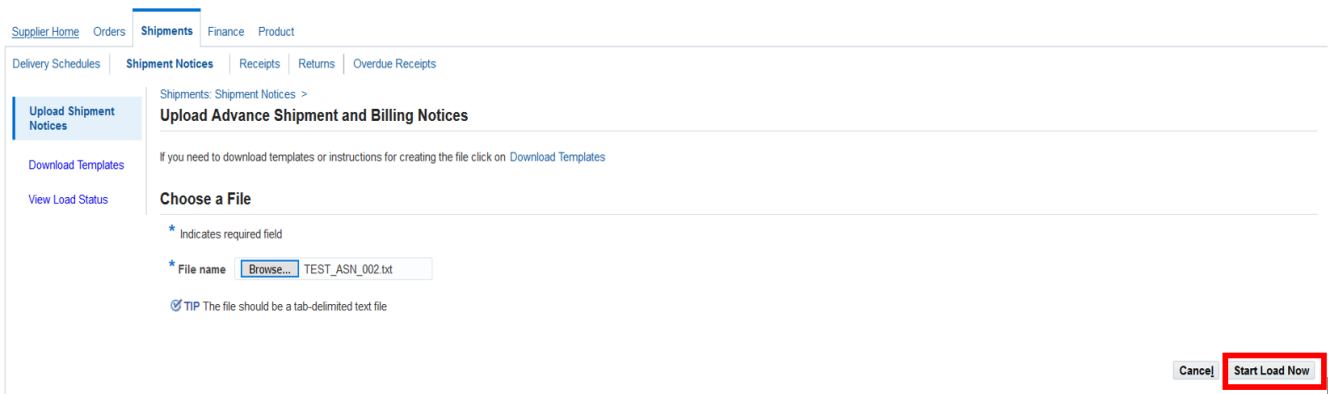 Supplier Home Orders Shipments Finance Product
Delivery Schedules Shipment Notices Receipts Returns Overdue Receipts
Upload Shipment
Notices
Download Templates
View Load Status
Shipments: Shipment Notices >
Upload Advance Shipment and Billing Notices
If you need to download templates or instructions for creating the file click on Download Templates
Choose a File
* Indicates required field
* File name Browse... TEST_ASN_002.txt
TIP The file should be a tab-delimited text file
Cancel Start Load Now